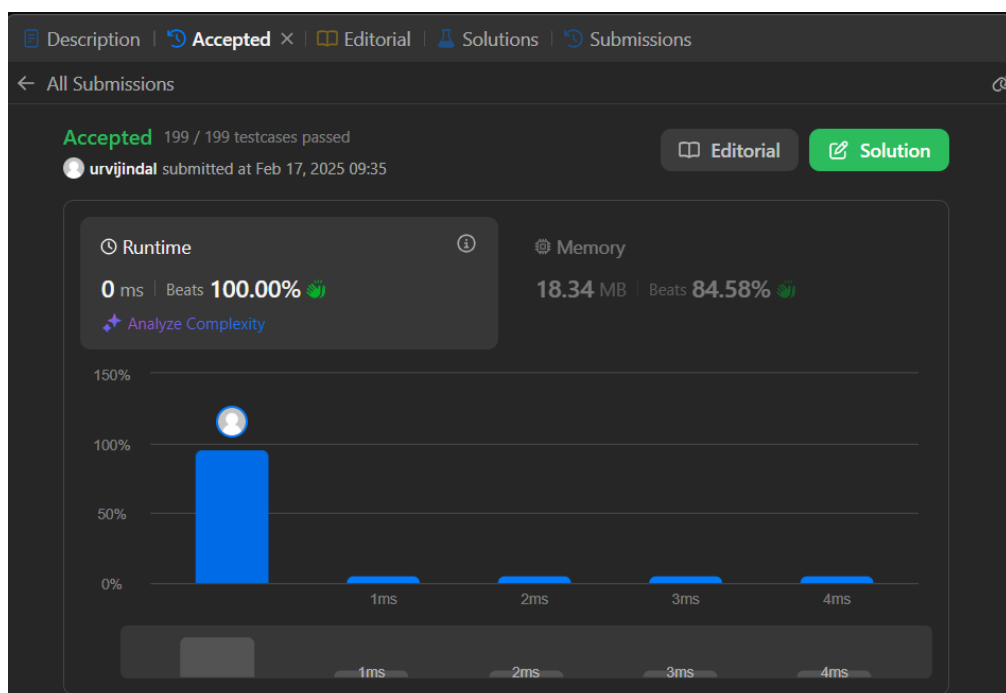 Description | Accepted × | Editorial | Solutions | Submissions
← All Submissions
Accepted 199 / 199 testcases passed
urvijindal submitted at Feb 17, 2025 09:35
Editorial
Solution
Runtime
0 ms | Beats 100.00%
Analyze Complexity
Memory
18.34 MB | Beats 84.58%
150%
100%
50%
0%
1ms 2ms 3ms 4ms
1ms 2ms 3ms 4ms